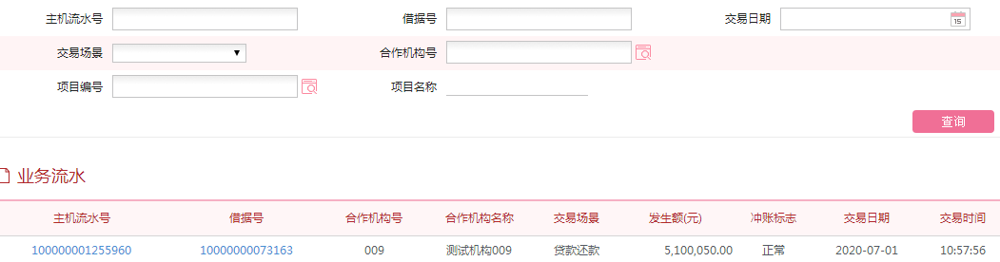 主机流水号 借据号 交易日期 15
交易场景 合作机构号
项目编号 项目名称
查询
业务流水
主机流水号 借据号 合作机构号 合作机构名称 交易场景 发生额(元) 冲账标志 交易日期 交易时间
100000001255960 10000000073163 009 测试机构009 贷款还款 5,100,050.00 正常 2020-07-01 10:57:56